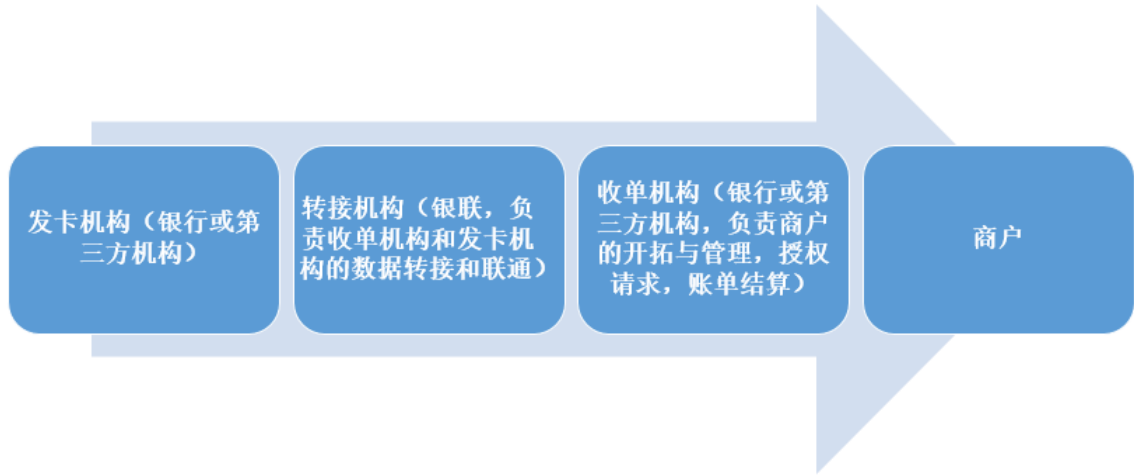 发卡机构（银行或第
三方机构）
转接机构（银联，负
责收单机构和发卡机
构的数据转接和联通）
收单机构（银行或第
三方机构，负责商户
的开拓与管理，授权
请求，账单结算）
商户